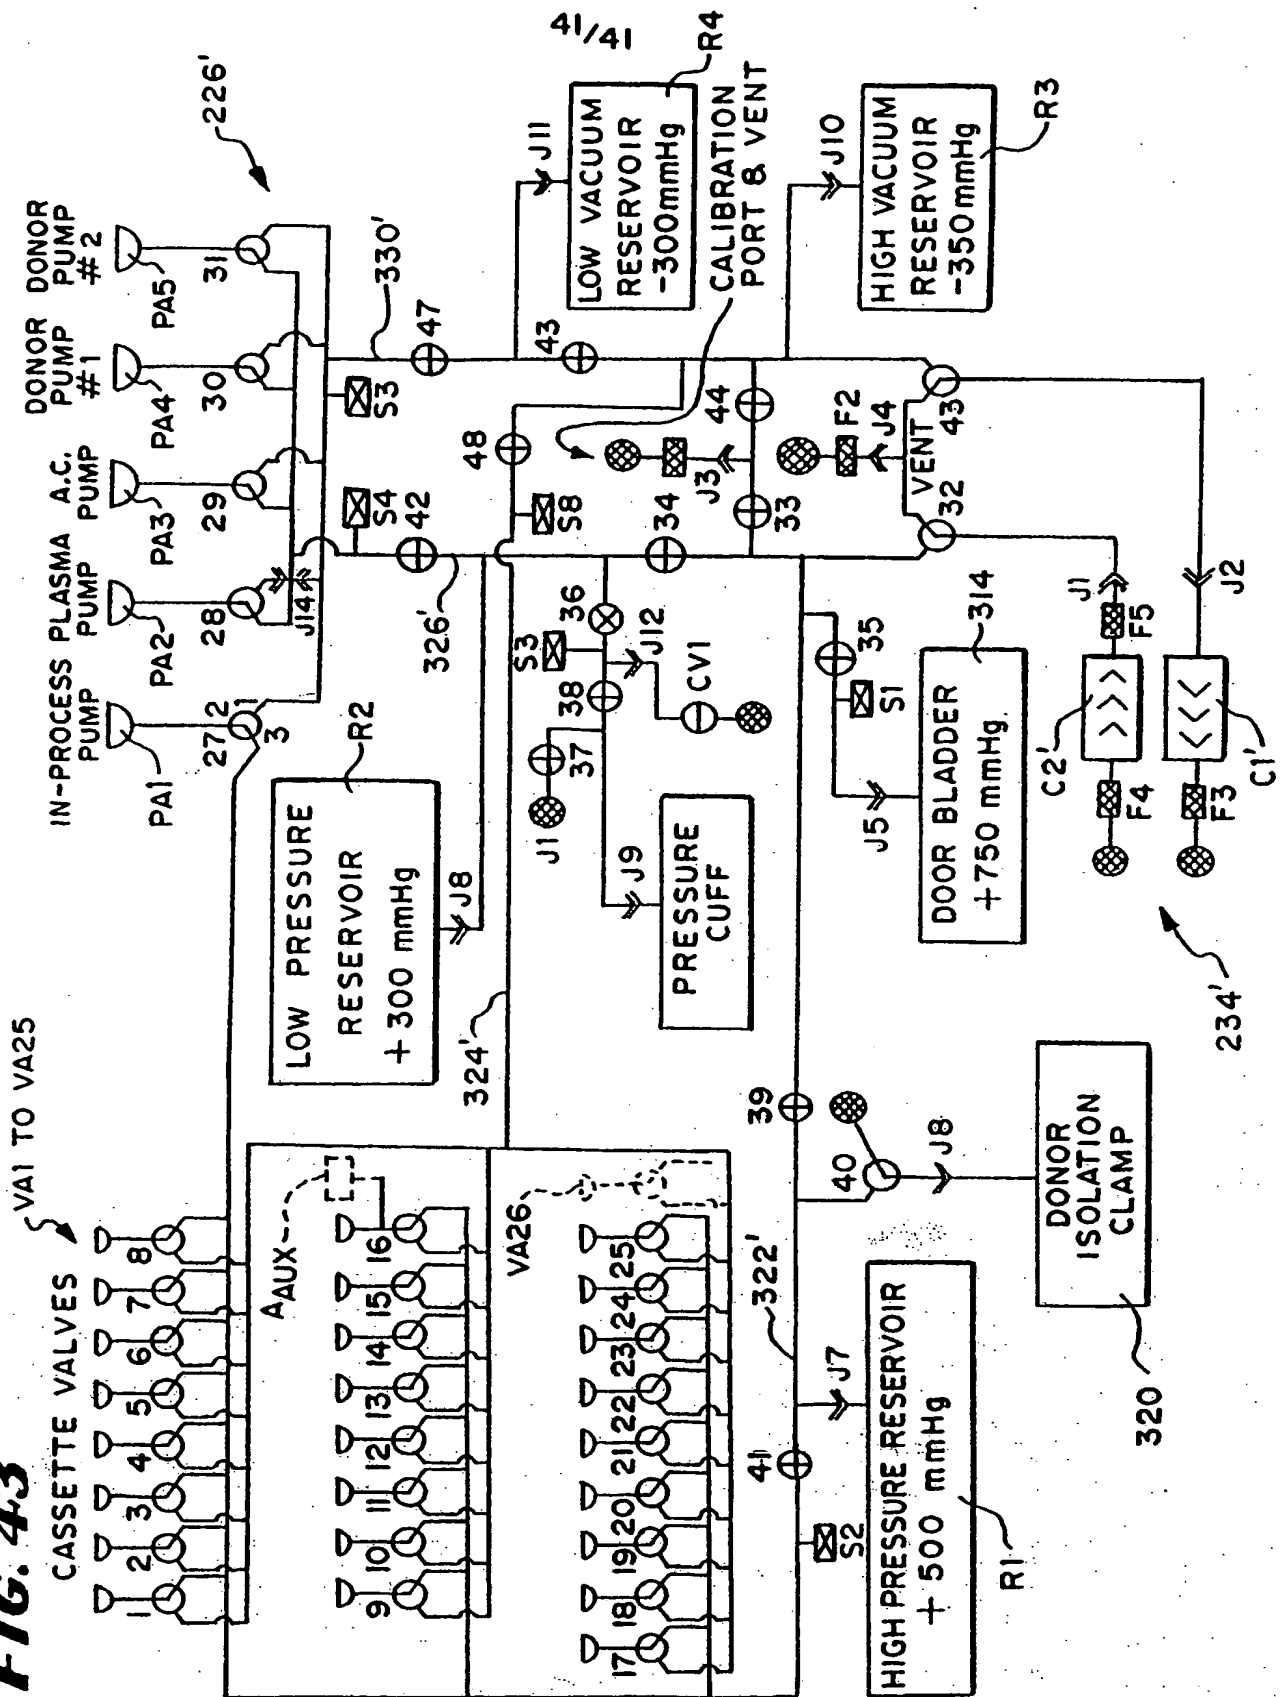 41/41
FIG. 43
VA1 TO VA25
CASSETTE VALVES
1
2
3
4
5
6
7
8
9
10
11
12
13
14
15
16
17
18
19
20
21
22
23
24
25
AAUX
VA26
IN-PROCESS PUMP
PLASMA PUMP
A.C. PUMP
DONOR PUMP #1
DONOR PUMP #2
PA1
PA2
PA3
PA4
PA5
226'
27
2
1
3
28
29
30
31
J14
S4
S3
330'
42
47
326'
LOW PRESSURE
RESERVOIR
+ 300 mmHg
R2
J8
324'
J11
LOW VACUUM
RESERVOIR
-300mmHg
R4
43
48
S8
CALIBRATION
PORT & VENT
J3
34
33
44
J10
HIGH VACUUM
RESERVOIR
-350mmHg
R3
F2
J4
VENT
32
43
S3
36
38
37
J1
J12
CV1
J9
PRESSURE
CUFF
35
S1
J5
DOOR BLADDER
+750 mmHg
314
J1
F5
C2'
F4
J2
C1'
F3
234'
39
40
J8
DONOR
ISOLATION
CLAMP
320
322'
41
S2
J7
HIGH PRESSURE RESERVOIR
+ 500 mmHg
R1